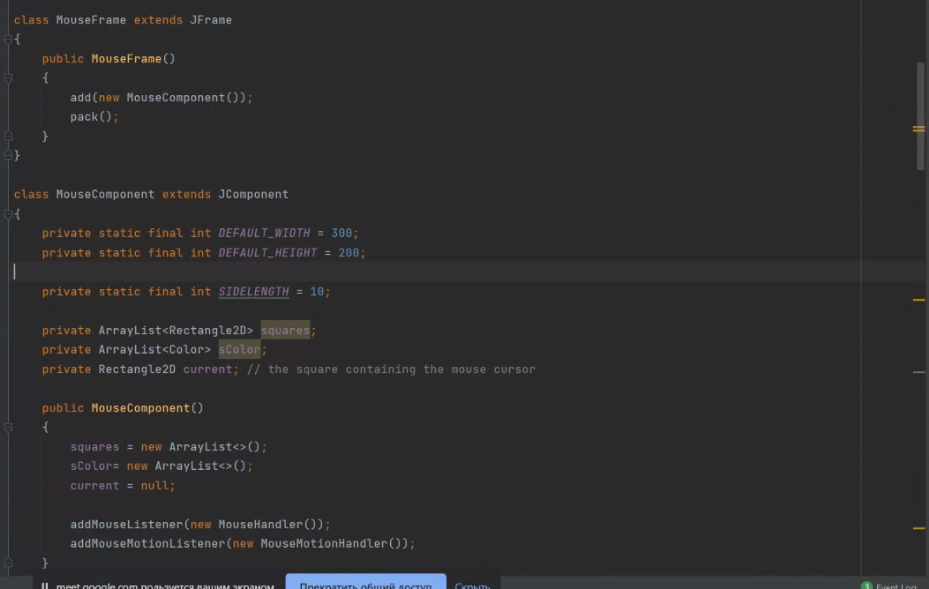 class MouseFrame extends JFrame
{
public MouseFrame()
{
add(new MouseComponent());
pack();
}
}
class MouseComponent extends JComponent
{
private static final int DEFAULT_WIDTH = 300;
private static final int DEFAULT_HEIGHT = 200;
private static final int SIDELENGTH = 10;
private ArrayList<Rectangle2D> squares;
private ArrayList<Color> sColor;
private Rectangle2D current; // the square containing the mouse cursor
public MouseComponent()
{
squares = new ArrayList<>();
sColor= new ArrayList<>();
current = null;
addMouseListener(new MouseHandler());
addMouseMotionListener(new MouseMotionHandler());
}
meet.google.com пользуется вашим экраном. Прекратить общий доступ Скрыть 1 Event Log